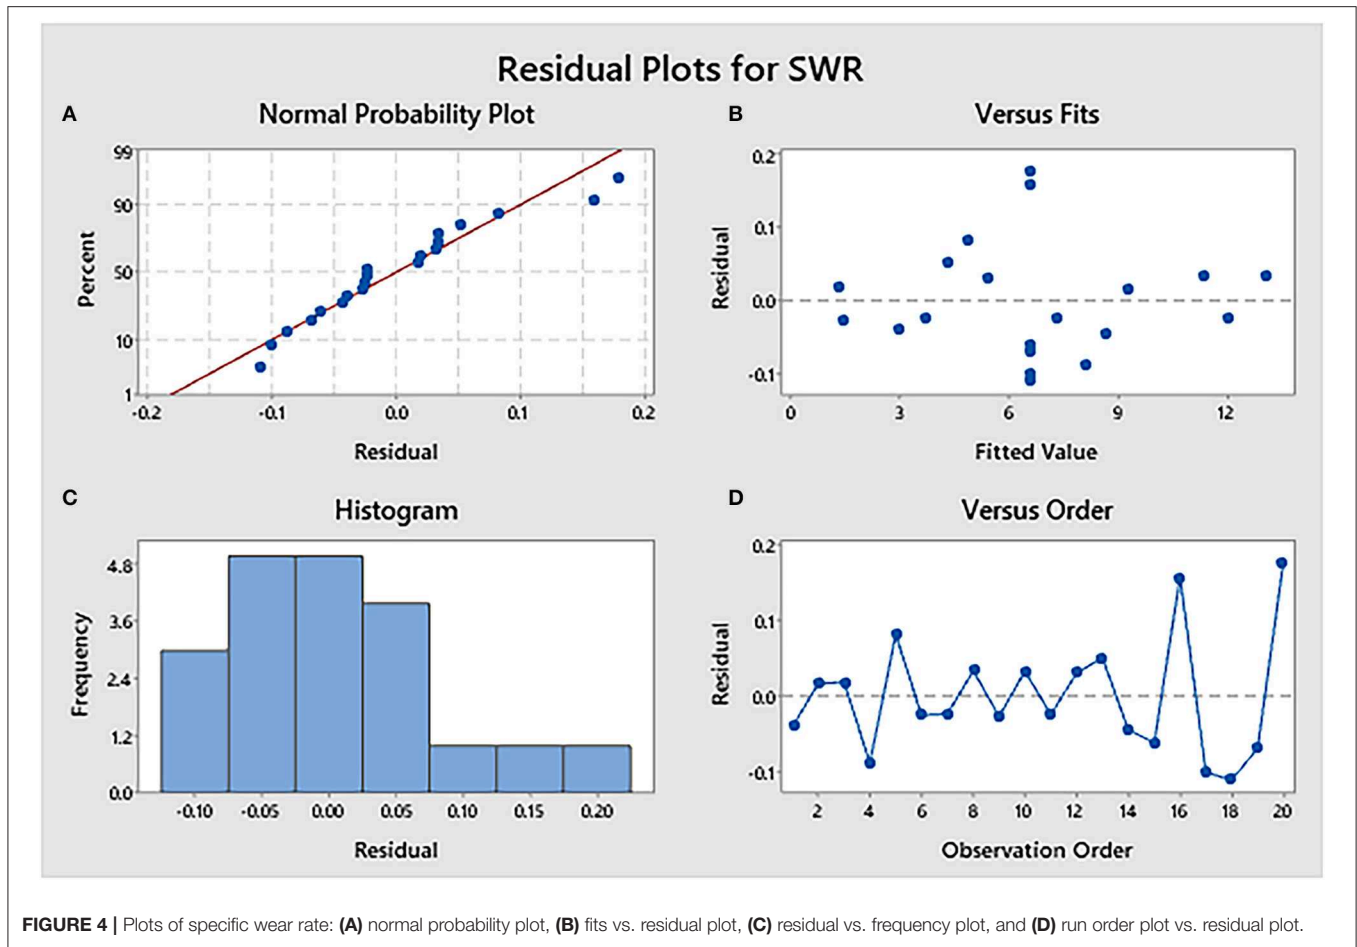 Residual Plots for SWR
A
Normal Probability Plot
99
90
50
10
1
Percent
-0.2
-0.1
0.0
0.1
0.2
Residual
B
Versus Fits
0.2
0.1
0.0
-0.1
Residual
0
3
6
9
12
Fitted Value
C
Histogram
4.8
3.6
2.4
1.2
0.0
Frequency
-0.10
-0.05
0.00
0.05
0.10
0.15
0.20
Residual
D
Versus Order
0.2
0.1
0.0
-0.1
Residual
2
4
6
8
10
12
14
16
18
20
Observation Order
FIGURE 4 | Plots of specific wear rate: (A) normal probability plot, (B) fits vs. residual plot, (C) residual vs. frequency plot, and (D) run order plot vs. residual plot.